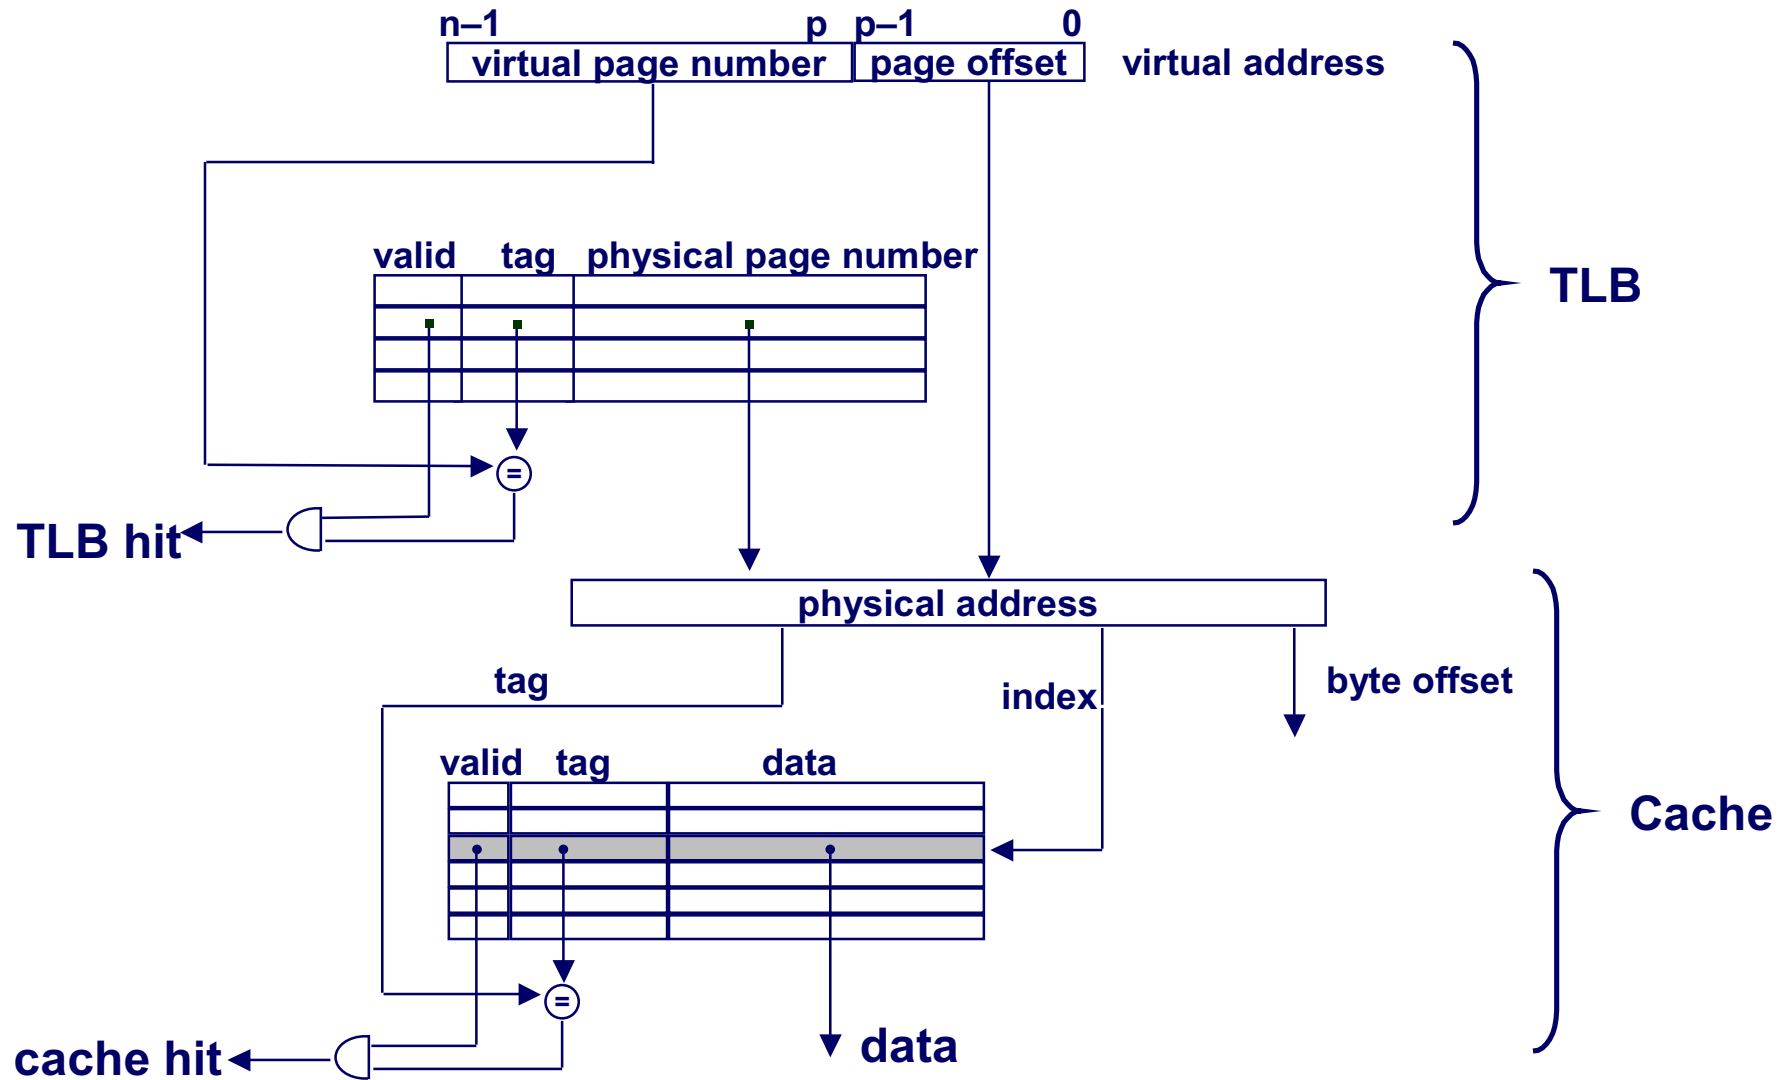 n–1 p p–1 0
virtual page number page offset virtual address
valid tag physical page number
TLB
=
TLB hit
physical address
tag index byte offset
valid tag data
Cache
=
cache hit data